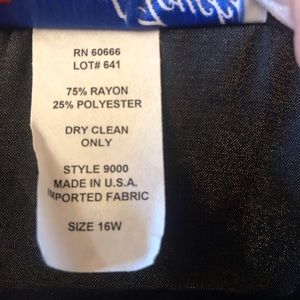 RN 60666
LOT# 641
75% RAYON
25% POLYESTER
DRY CLEAN
ONLY
STYLE 9000
MADE IN U.S.A.
IMPORTED FABRIC
SIZE 16W